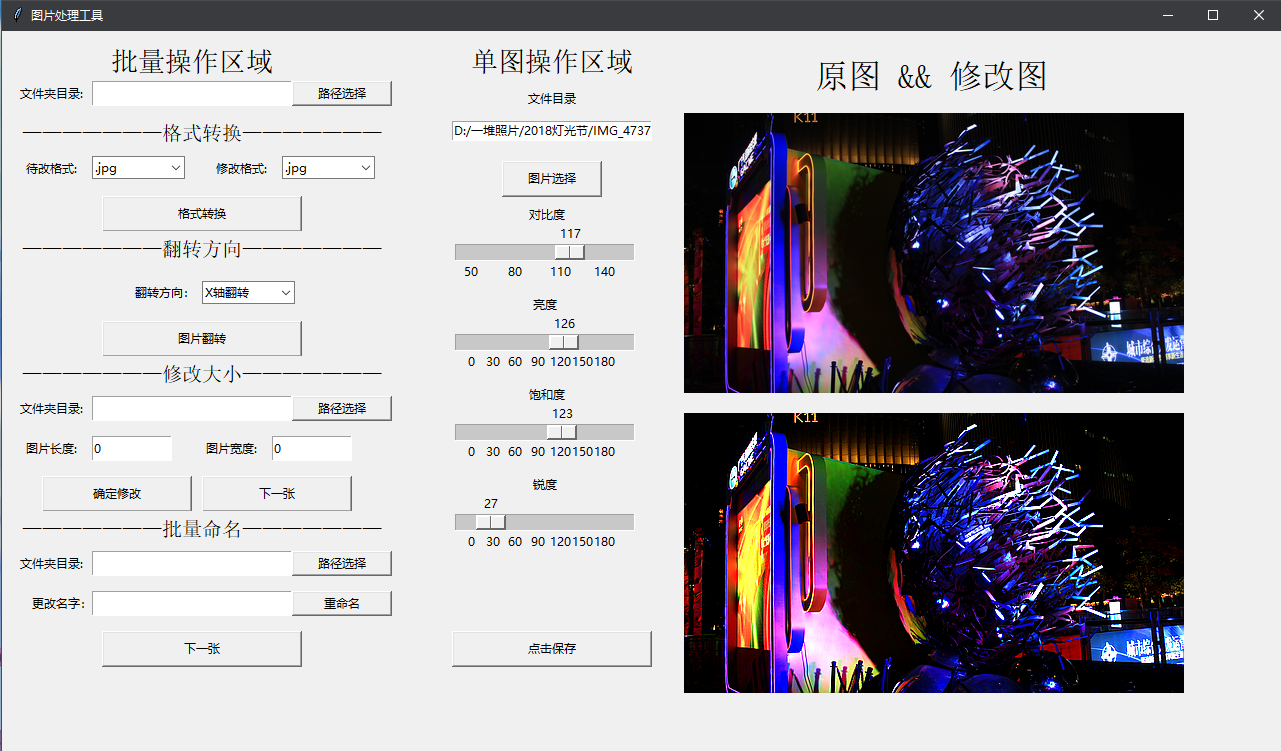 图片处理工具
批量操作区域
文件夹目录: 路径选择
———————格式转换———————
待改格式: .jpg 修改格式: .jpg
格式转换
———————翻转方向———————
翻转方向: X轴翻转
图片翻转
———————修改大小———————
文件夹目录: 路径选择
图片长度: 0 图片宽度: 0
确定修改 下一张
———————批量命名———————
文件夹目录: 路径选择
更改名字: 重命名
下一张
单图操作区域
文件目录
D:/一堆照片/2018灯光节/IMG_4737
图片选择
对比度
117
50 80 110 140
亮度
126
0 30 60 90 120150180
饱和度
123
0 30 60 90 120150180
锐度
27
0 30 60 90 120150180
点击保存
原图 && 修改图
K11
K11